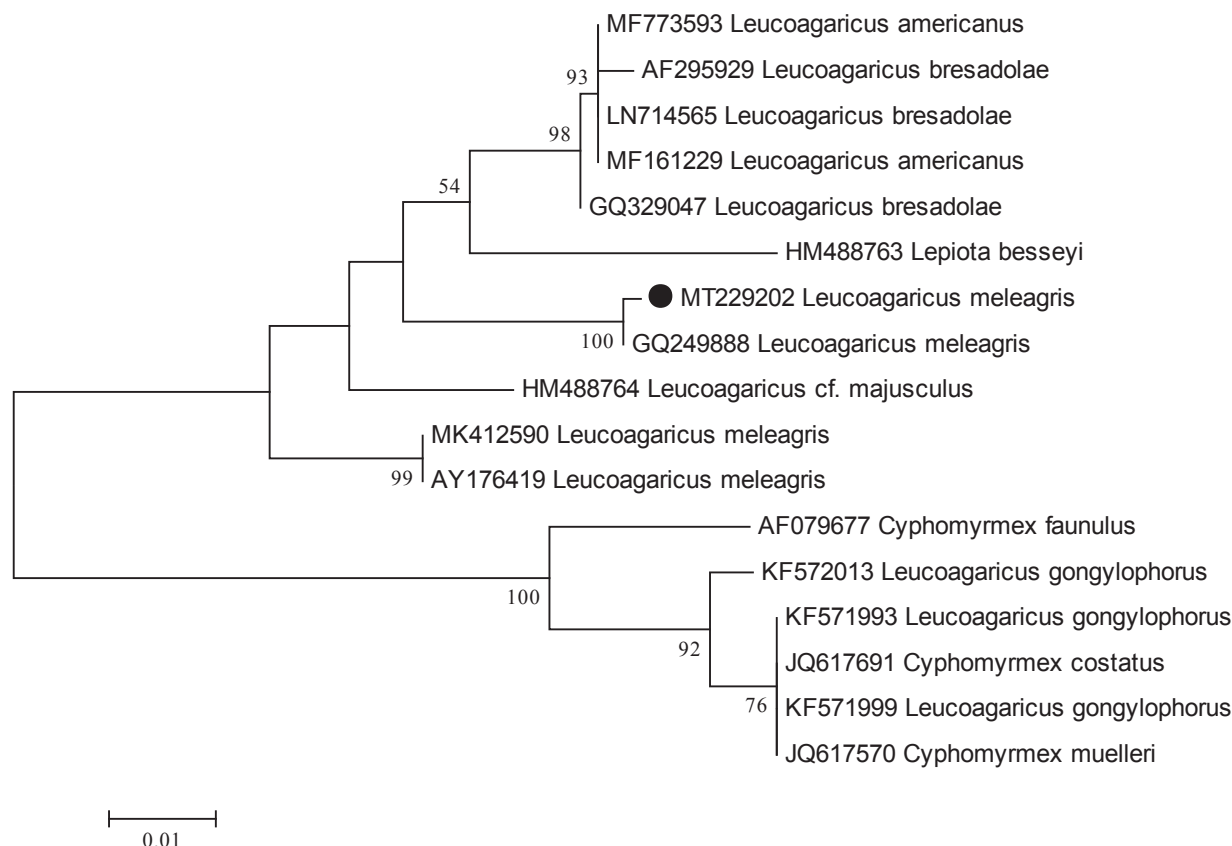 MF773593 Leucoagaricus americanus
93
AF295929 Leucoagaricus bresadolae
LN714565 Leucoagaricus bresadolae
98
MF161229 Leucoagaricus americanus
54
GQ329047 Leucoagaricus bresadolae
HM488763 Lepiota besseyi
MT229202 Leucoagaricus meleagris
100
GQ249888 Leucoagaricus meleagris
HM488764 Leucoagaricus cf. majusculus
MK412590 Leucoagaricus meleagris
99
AY176419 Leucoagaricus meleagris
AF079677 Cyphomyrmex faunulus
KF572013 Leucoagaricus gongylophorus
100
KF571993 Leucoagaricus gongylophorus
92
JQ617691 Cyphomyrmex costatus
76
KF571999 Leucoagaricus gongylophorus
JQ617570 Cyphomyrmex muelleri
0.01